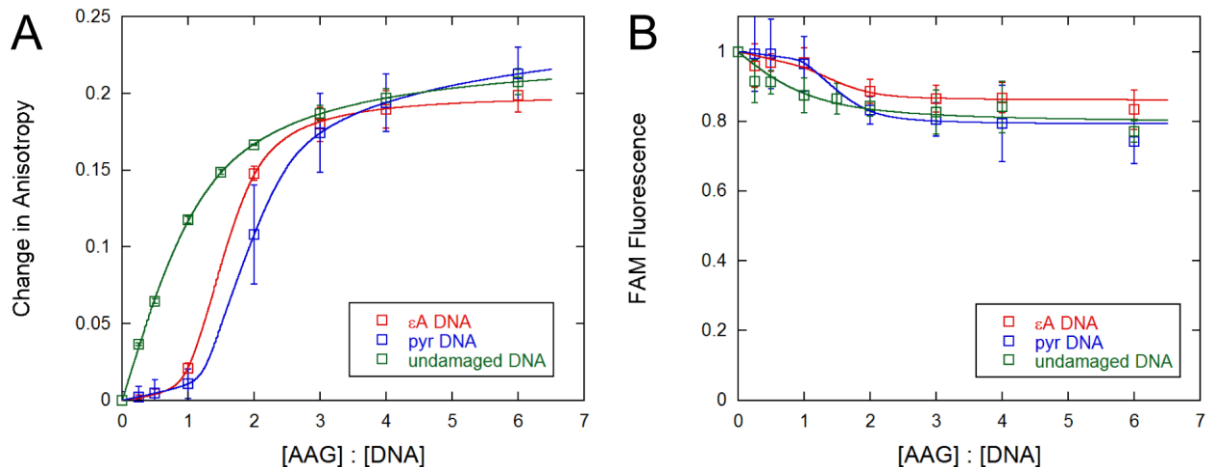 A
0.25
0.2
0.15
0.1
0.05
0
Change in Anisotropy
εA DNA
pyr DNA
undamaged DNA
0 1 2 3 4 5 6 7
[AAG] : [DNA]
B
1
0.8
0.6
0.4
0.2
0
FAM Fluorescence
εA DNA
pyr DNA
undamaged DNA
0 1 2 3 4 5 6 7
[AAG] : [DNA]